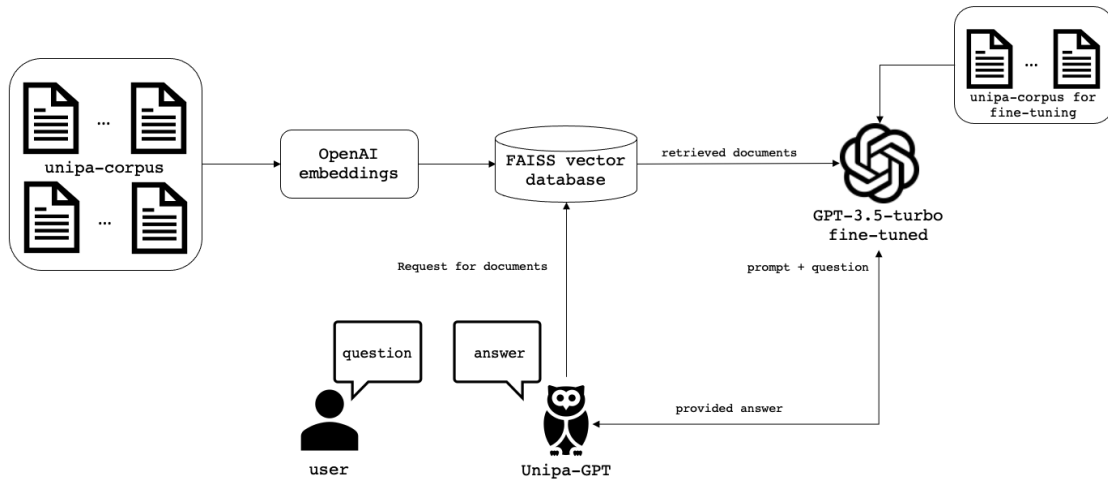 ...
unipa-corpus
...
OpenAI
embeddings
FAISS vector
database
retrieved documents
...
unipa-corpus for
fine-tuning
GPT-3.5-turbo
fine-tuned
Request for documents
prompt + question
question
answer
provided answer
user
Unipa-GPT